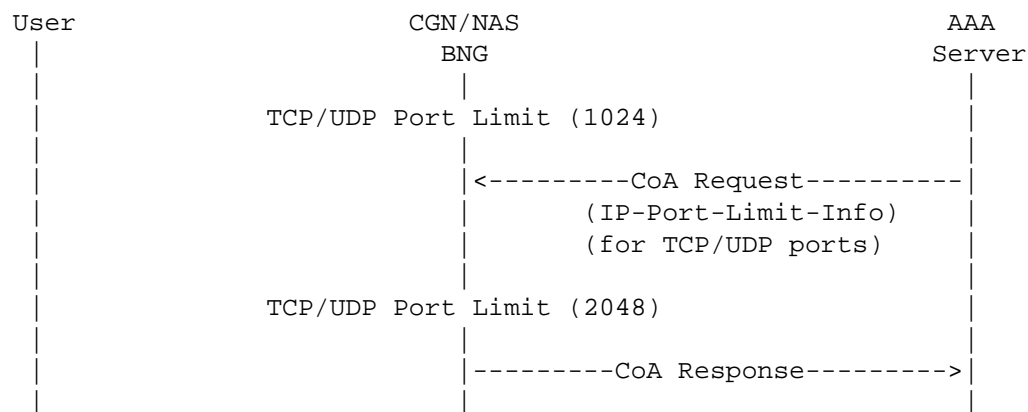 User                        CGN/NAS                            AAA
 |                            BNG                             Server
 |                             |                                |
 |              TCP/UDP Port Limit (1024)                       |
 |                             |                                |
 |                             |<---------CoA Request----------|
 |                             |       (IP-Port-Limit-Info)     |
 |                             |       (for TCP/UDP ports)      |
 |                             |                                |
 |              TCP/UDP Port Limit (2048)                       |
 |                             |                                |
 |                             |---------CoA Response--------->|
 |                             |                                |